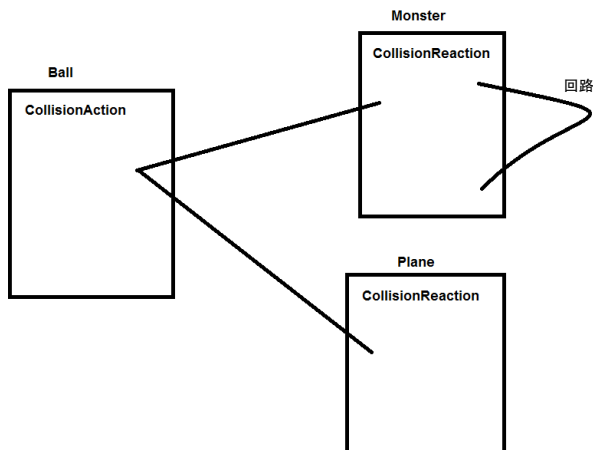 Monster
CollisionReaction
回路
Ball
CollisionAction
Plane
CollisionReaction